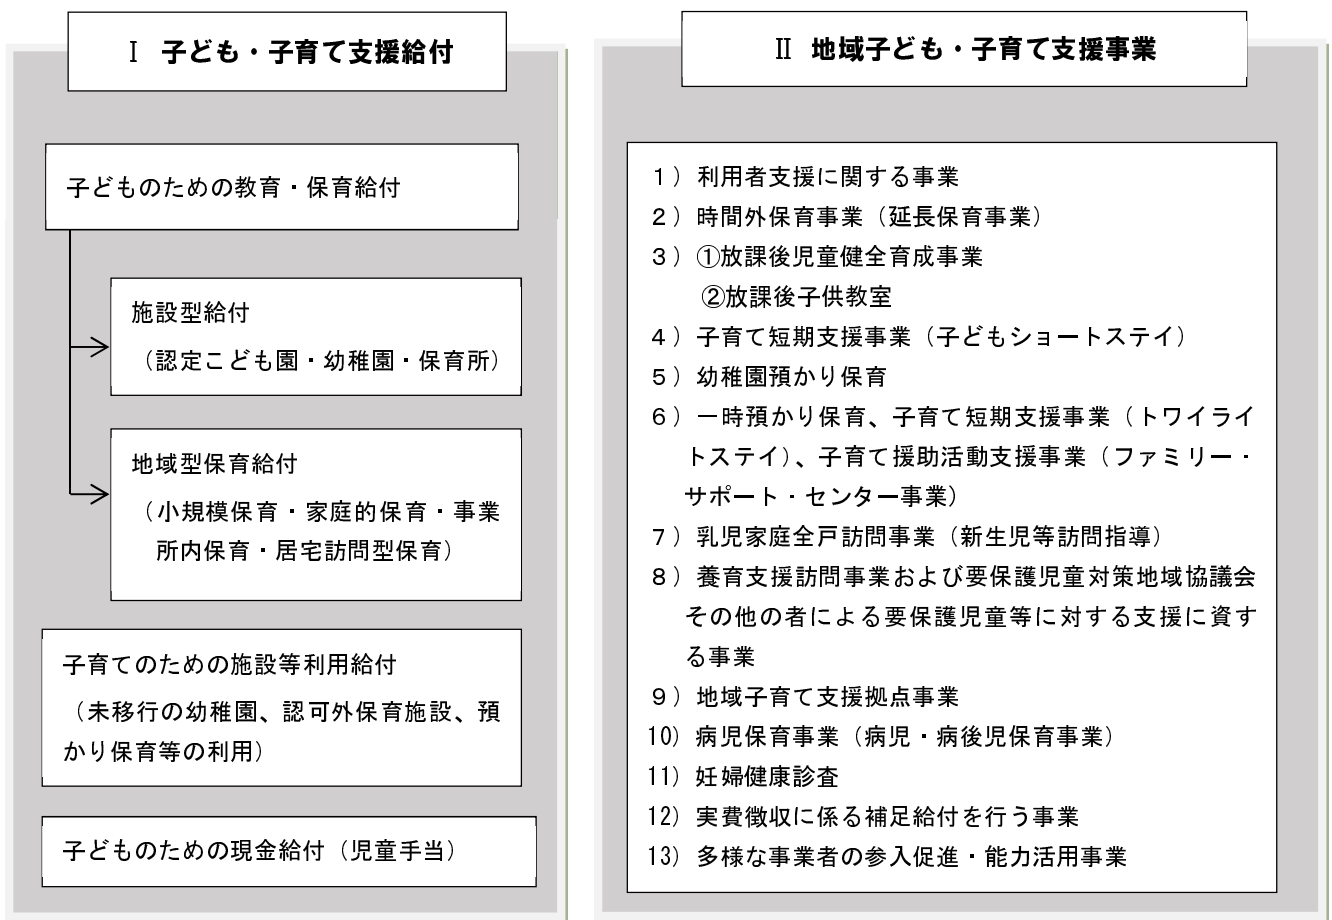 Ⅰ 子ども・子育て支援給付
子どものための教育・保育給付
施設型給付
（認定こども園・幼稚園・保育所）
地域型保育給付
（小規模保育・家庭的保育・事業
所内保育・居宅訪問型保育）
子育てのための施設等利用給付
（未移行の幼稚園、認可外保育施設、預
かり保育等の利用）
子どものための現金給付（児童手当）
Ⅱ 地域子ども・子育て支援事業
１）利用者支援に関する事業
２）時間外保育事業（延長保育事業）
３）①放課後児童健全育成事業
②放課後子供教室
４）子育て短期支援事業（子どもショートステイ）
５）幼稚園預かり保育
６）一時預かり保育、子育て短期支援事業（トワイライ
トステイ）、子育て援助活動支援事業（ファミリー・
サポート・センター事業）
７）乳児家庭全戸訪問事業（新生児等訪問指導）
８）養育支援訪問事業および要保護児童対策地域協議会
その他の者による要保護児童等に対する支援に資す
る事業
９）地域子育て支援拠点事業
10）病児保育事業（病児・病後児保育事業）
11）妊婦健康診査
12）実費徴収に係る補足給付を行う事業
13）多様な事業者の参入促進・能力活用事業